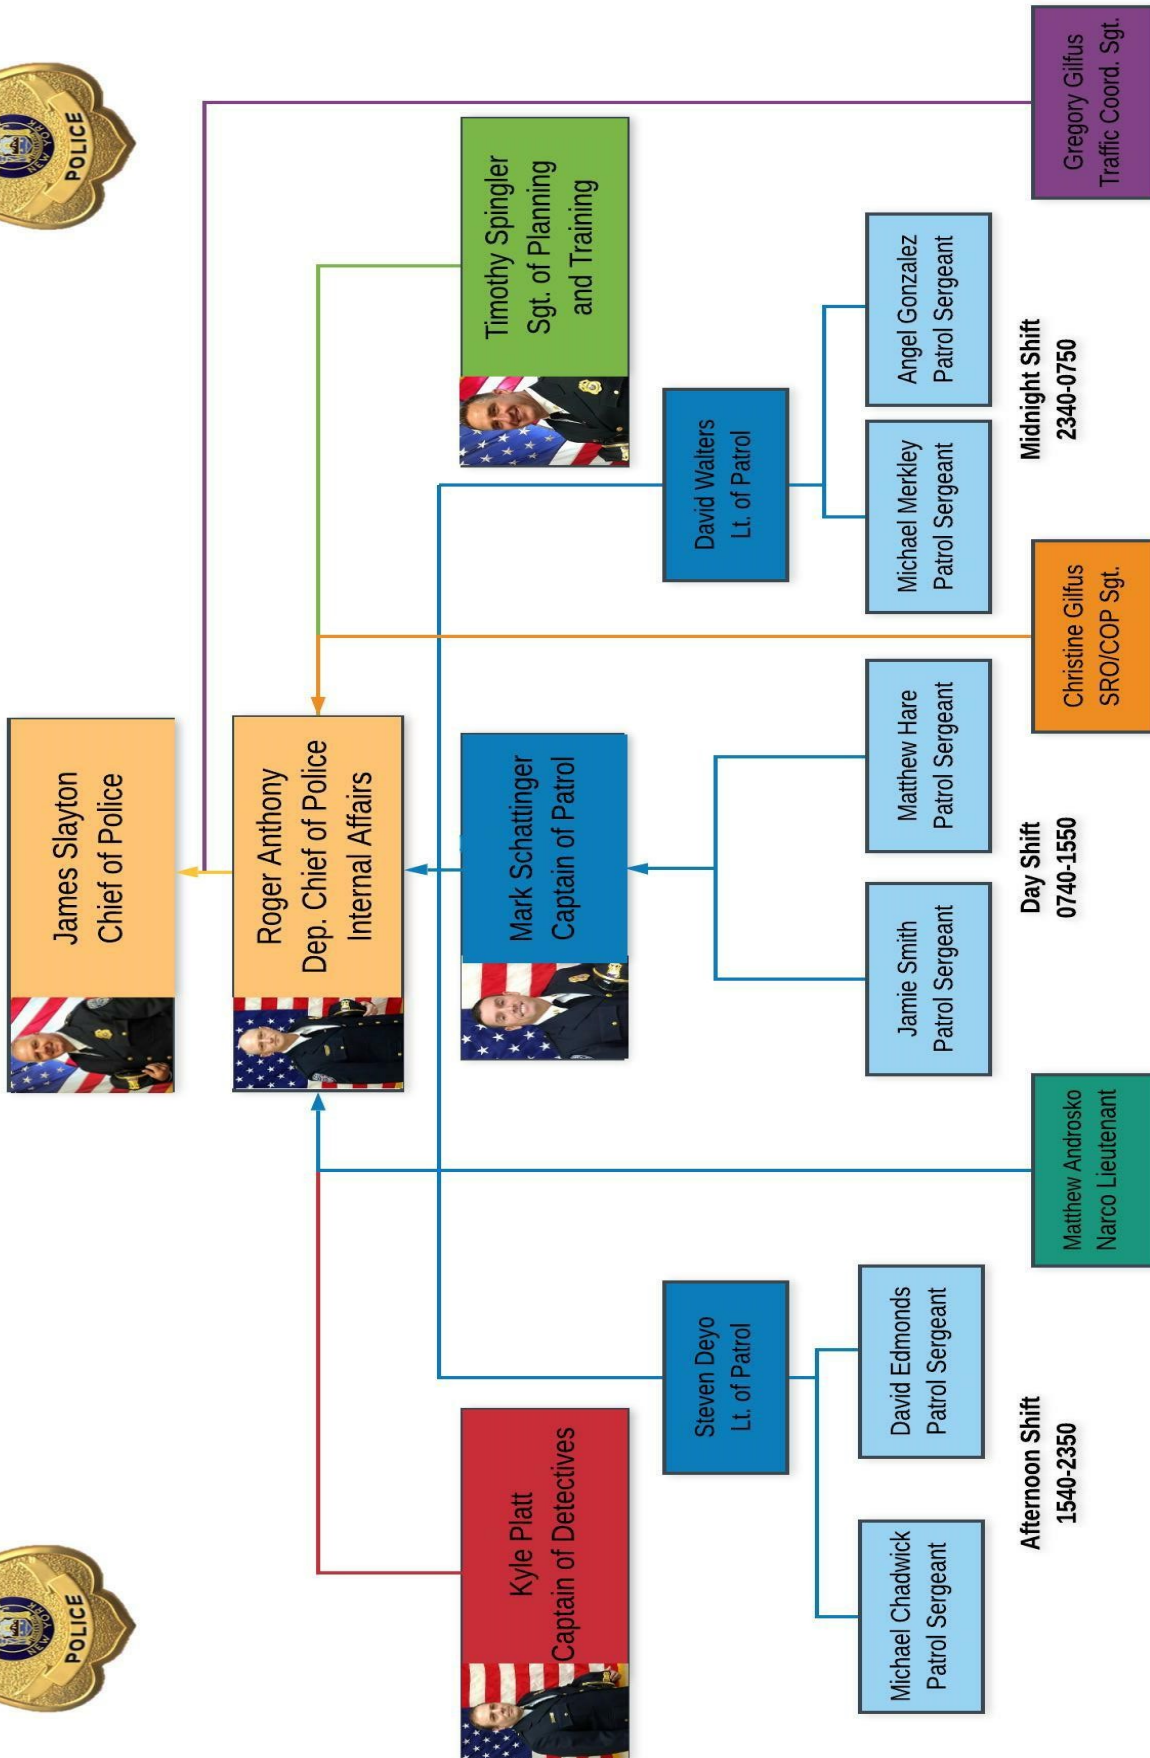 NEW YORK
POLICE
NEW YORK
POLICE
James Slayton
Chief of Police
Roger Anthony
Dep. Chief of Police
Internal Affairs
Kyle Platt
Captain of Detectives
Mark Schattinger
Captain of Patrol
Timothy Spingler
Sgt. of Planning
and Training
Steven Deyo
Lt. of Patrol
David Walters
Lt. of Patrol
Michael Chadwick
Patrol Sergeant
David Edmonds
Patrol Sergeant
Jamie Smith
Patrol Sergeant
Matthew Hare
Patrol Sergeant
Michael Merkley
Patrol Sergeant
Angel Gonzalez
Patrol Sergeant
Afternoon Shift
1540-2350
Day Shift
0740-1550
Midnight Shift
2340-0750
Matthew Androsko
Narco Lieutenant
Christine Gilfus
SRO/COP Sgt.
Gregory Gilfus
Traffic Coord. Sgt.